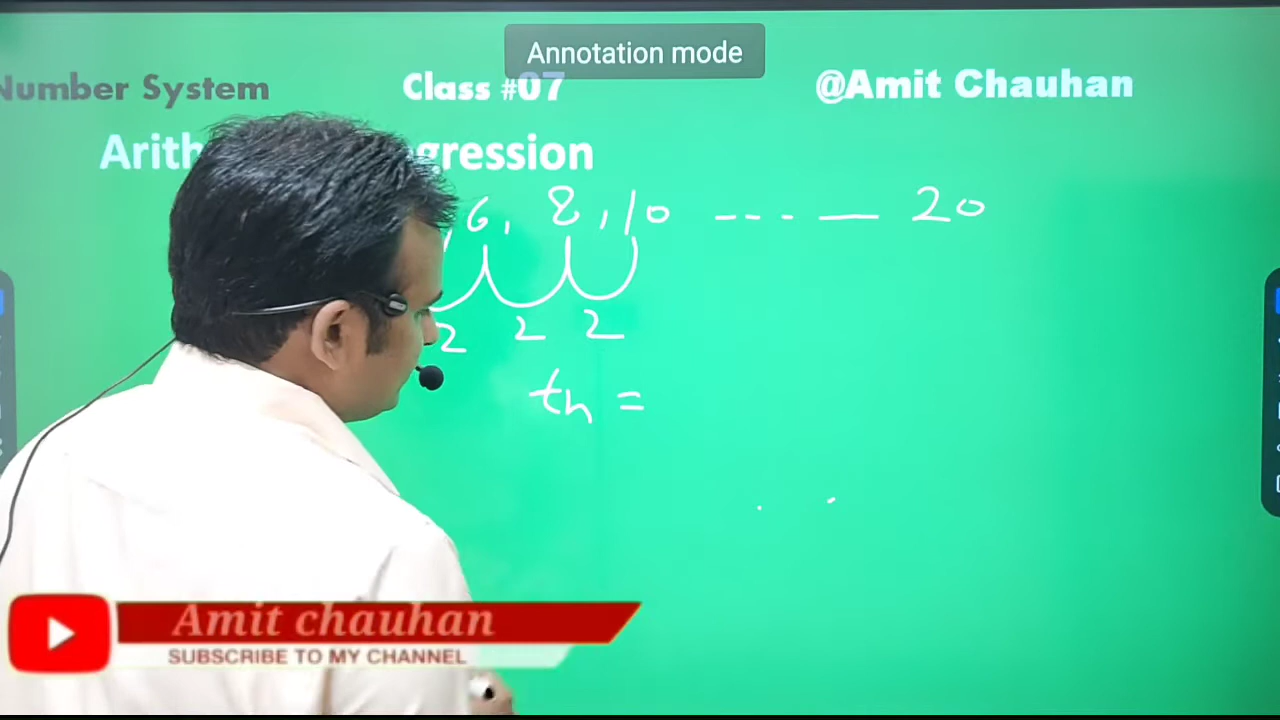 Annotation mode
Number System Class #07 @Amit Chauhan
Arith gression
6, 8, 10 ---- — 20
2 2 2
tn =
Amit chauhan
SUBSCRIBE TO MY CHANNEL